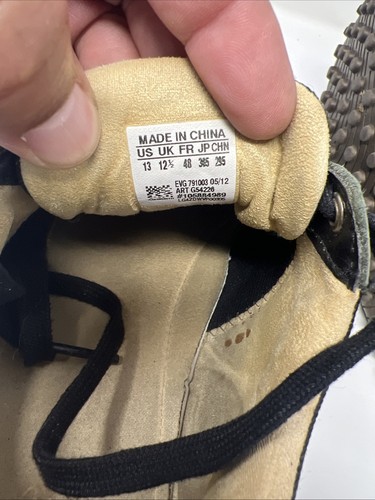 MADE IN CHINA
US UK FR JP CHN
13 12½ 48 305 295
EVG 791003 05/12
ART G54226
#105884989